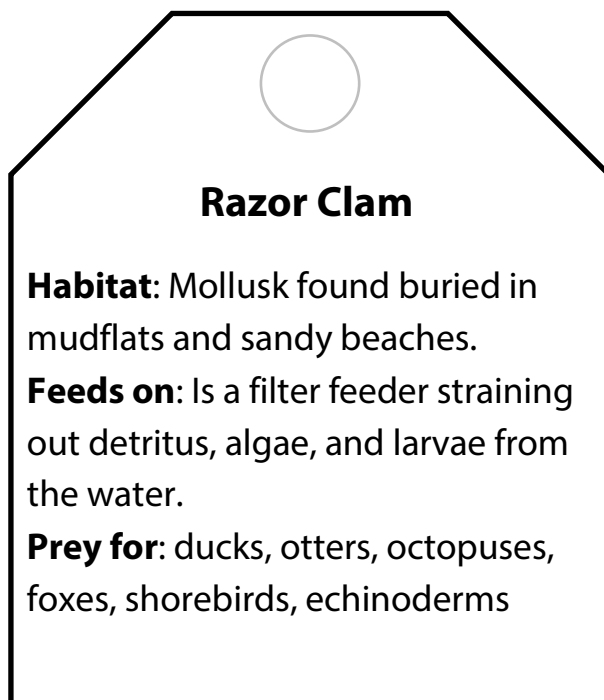 Razor Clam
Habitat: Mollusk found buried in
mudflats and sandy beaches.
Feeds on: Is a filter feeder straining
out detritus, algae, and larvae from
the water.
Prey for: ducks, otters, octopuses,
foxes, shorebirds, echinoderms